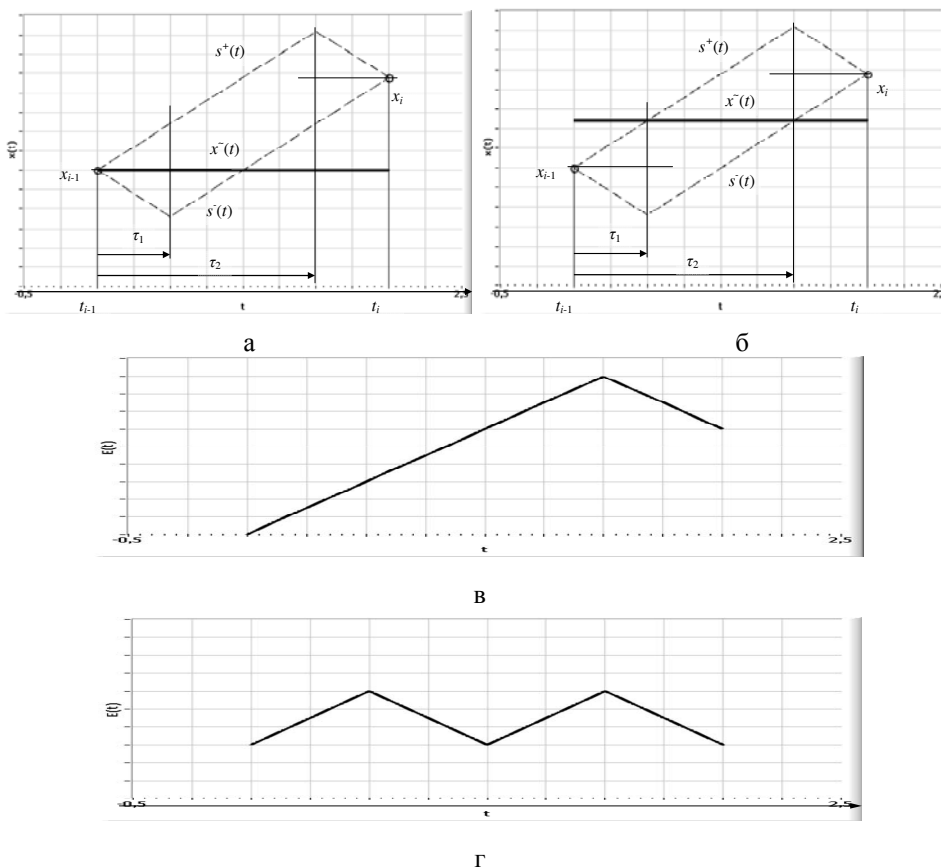 s⁺(t)
x(t)
xᵢ
x~(t)
xᵢ₋₁
s⁻(t)
τ₁
τ₂
-0,5
2,5
tᵢ₋₁
t
tᵢ
а
s⁺(t)
x(t)
xᵢ
x~(t)
xᵢ₋₁
s⁻(t)
τ₁
τ₂
-0,5
tᵢ₋₁
t
tᵢ
б
E(t)
-0,5
2,5
t
в
E(t)
-0,5
2,5
t
г